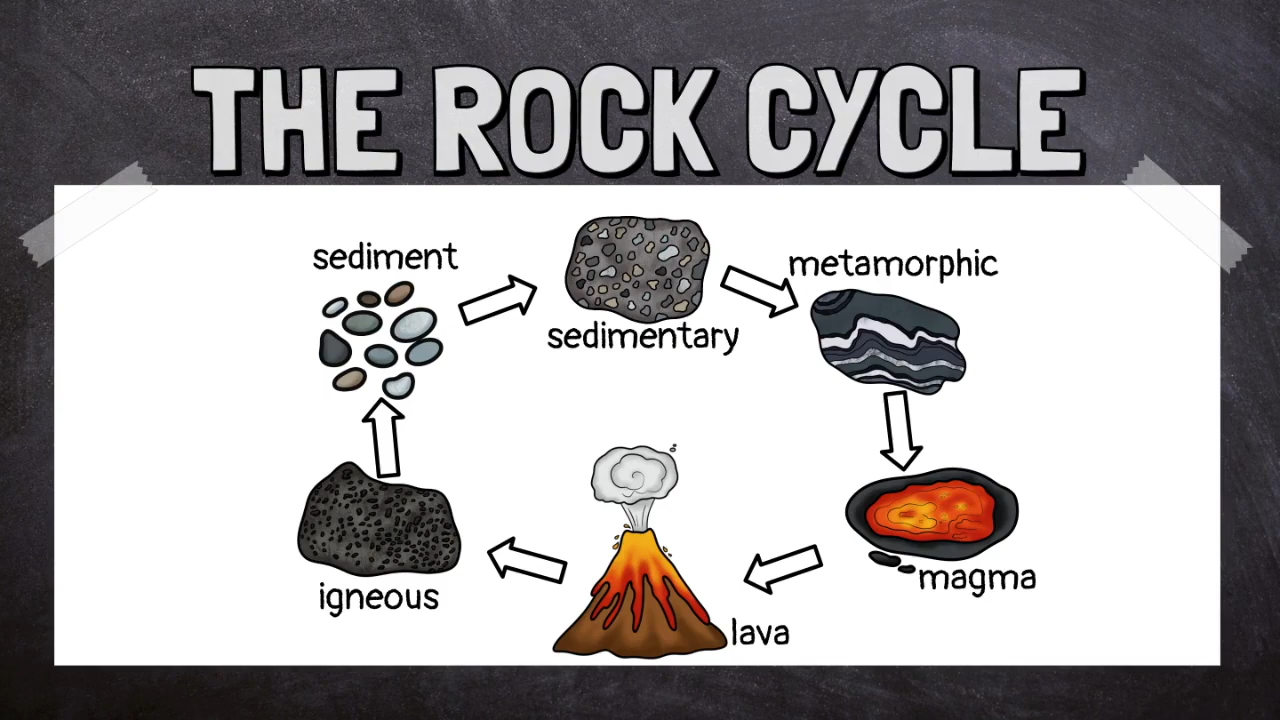 THE ROCK CYCLE
sediment
sedimentary
metamorphic
magma
lava
igneous